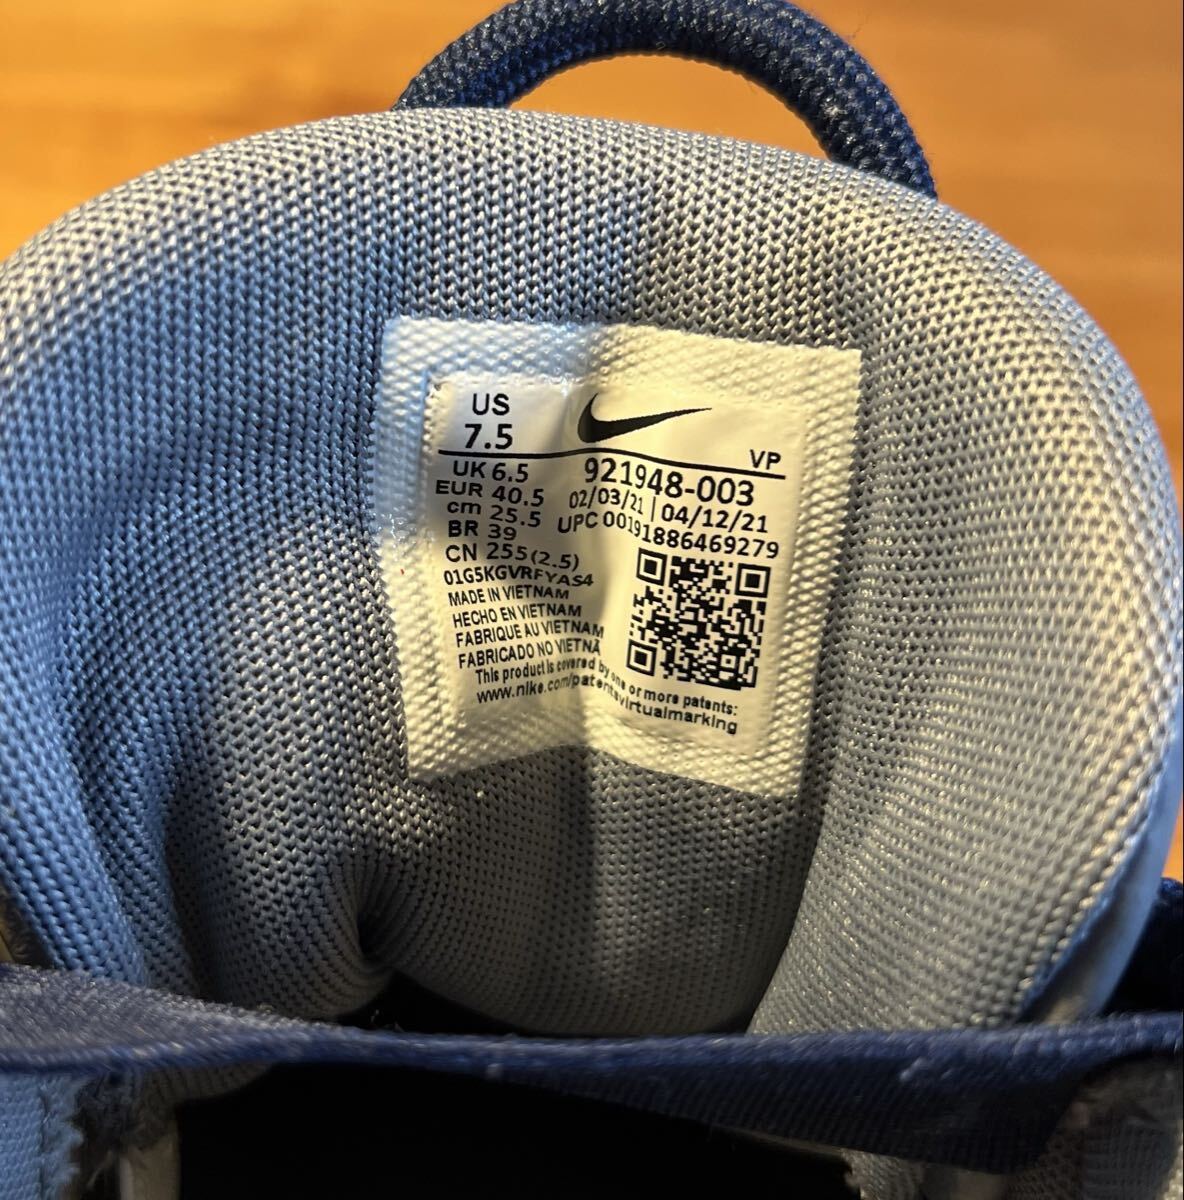 US
7.5
VP
UK 6.5
EUR 40.5
cm 25.5
BR 39
CN 255(2.5)
921948-003
02/03/21 | 04/12/21
UPC 00191886469279
01G5KGVRFYAS4
MADE IN VIETNAM
HECHO EN VIETNAM
FABRIQUE AU VIETNAM
FABRICADO NO VIETNÃ
This product is covered by one or more patents:
www.nike.com/patentsvirtualmarking